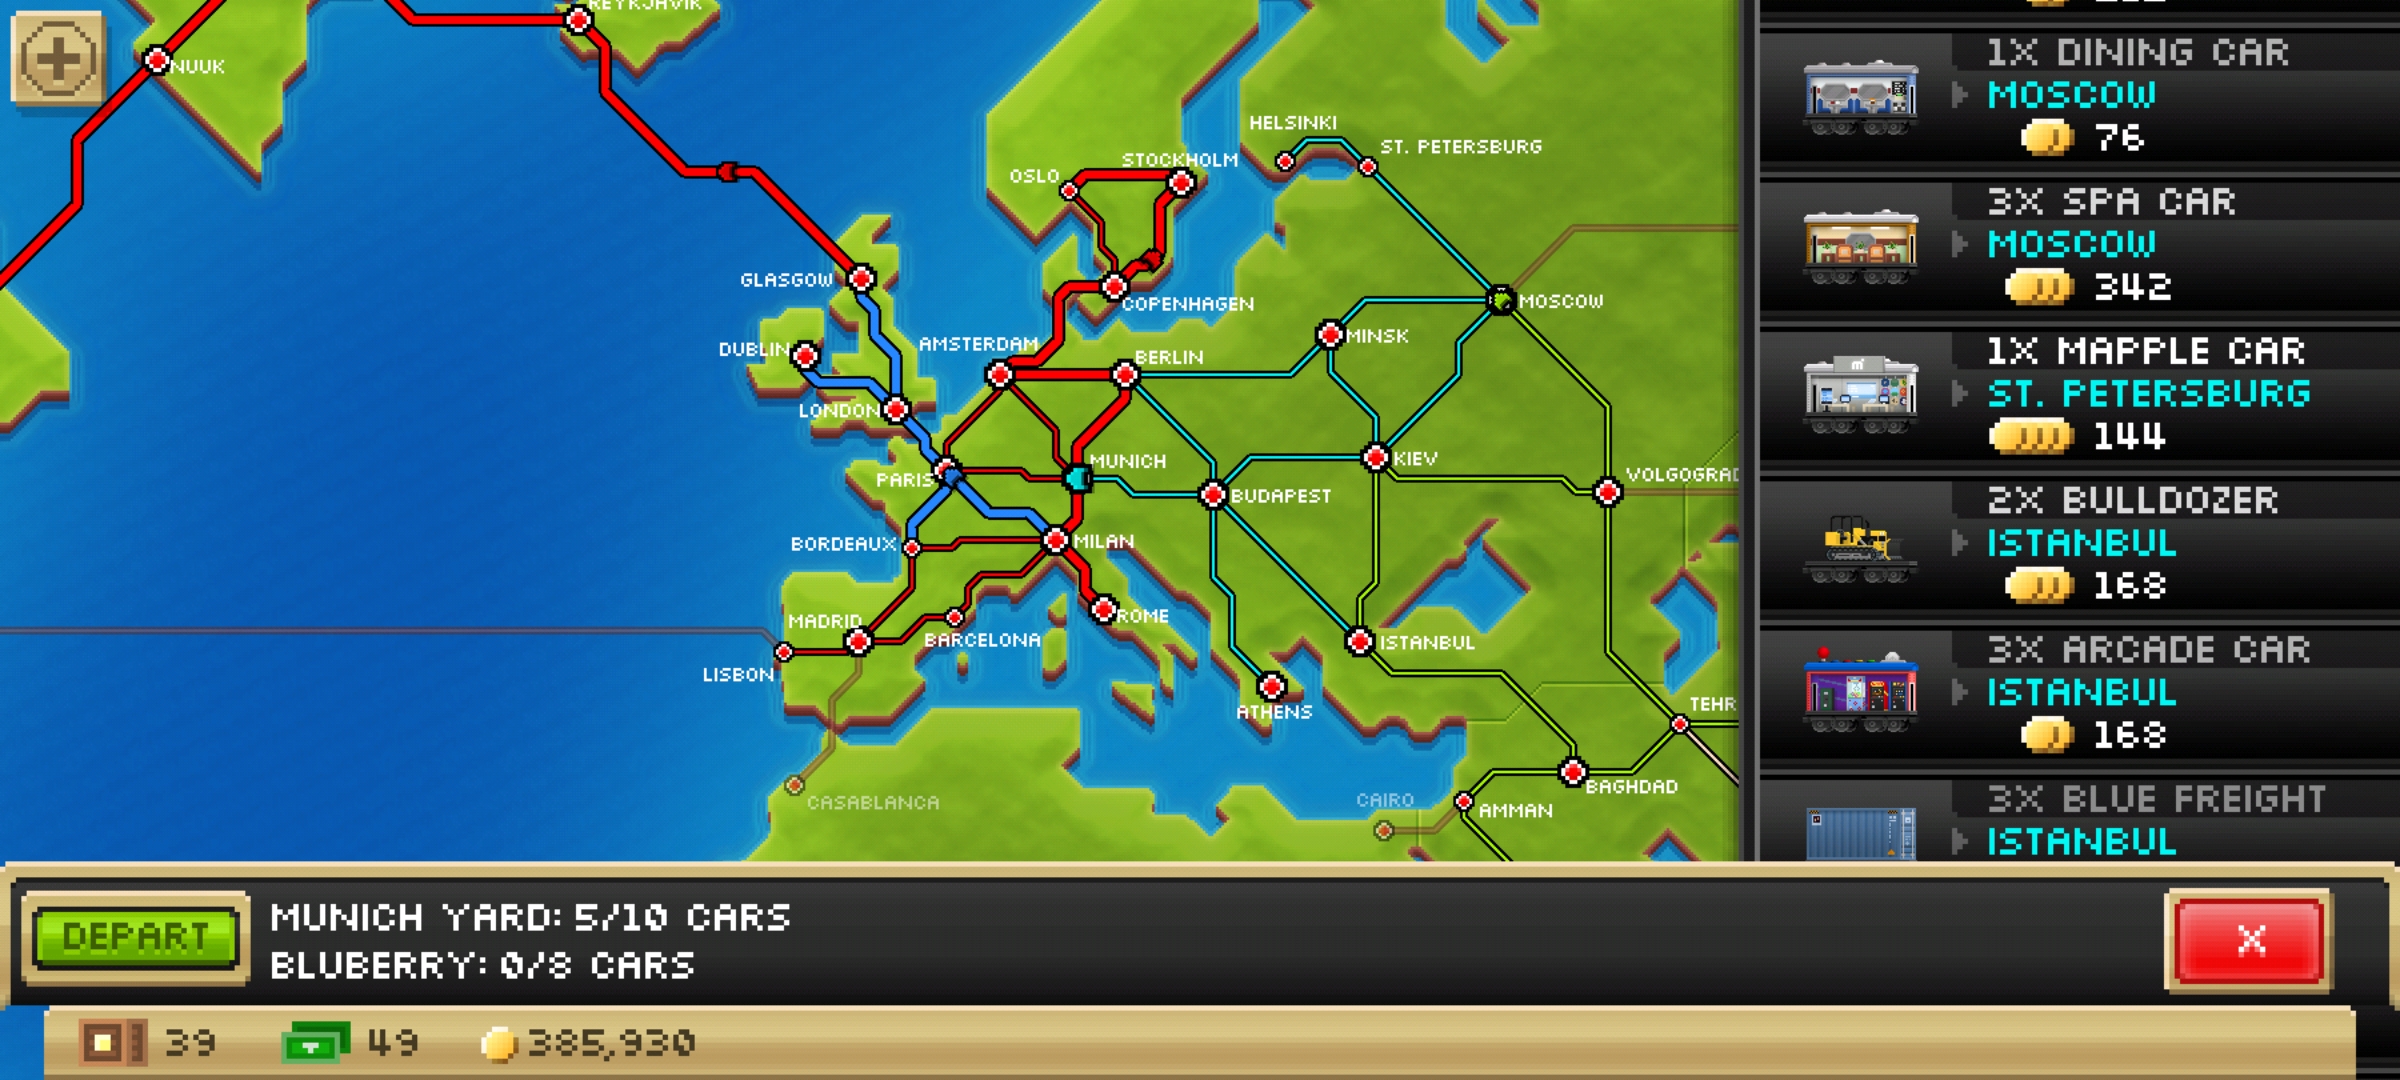 REYKJAVIK
NUUK
HELSINKI
ST. PETERSBURG
STOCKHOLM
OSLO
GLASGOW
COPENHAGEN
MOSCOW
DUBLIN
AMSTERDAM
BERLIN
MINSK
LONDON
PARIS
MUNICH
KIEV
BUDAPEST
VOLGOGRAD
BORDEAUX
MILAN
MADRID
BARCELONA
ROME
ISTANBUL
LISBON
ATHENS
TEHR
CASABLANCA
CAIRO
AMMAN
BAGHDAD
1X DINING CAR
MOSCOW
76
3X SPA CAR
MOSCOW
342
1X MAPPLE CAR
ST. PETERSBURG
144
2X BULLDOZER
ISTANBUL
168
3X ARCADE CAR
ISTANBUL
168
3X BLUE FREIGHT
ISTANBUL
DEPART
MUNICH YARD: 5/10 CARS
BLUBERRY: 0/8 CARS
X
39
49
385,930